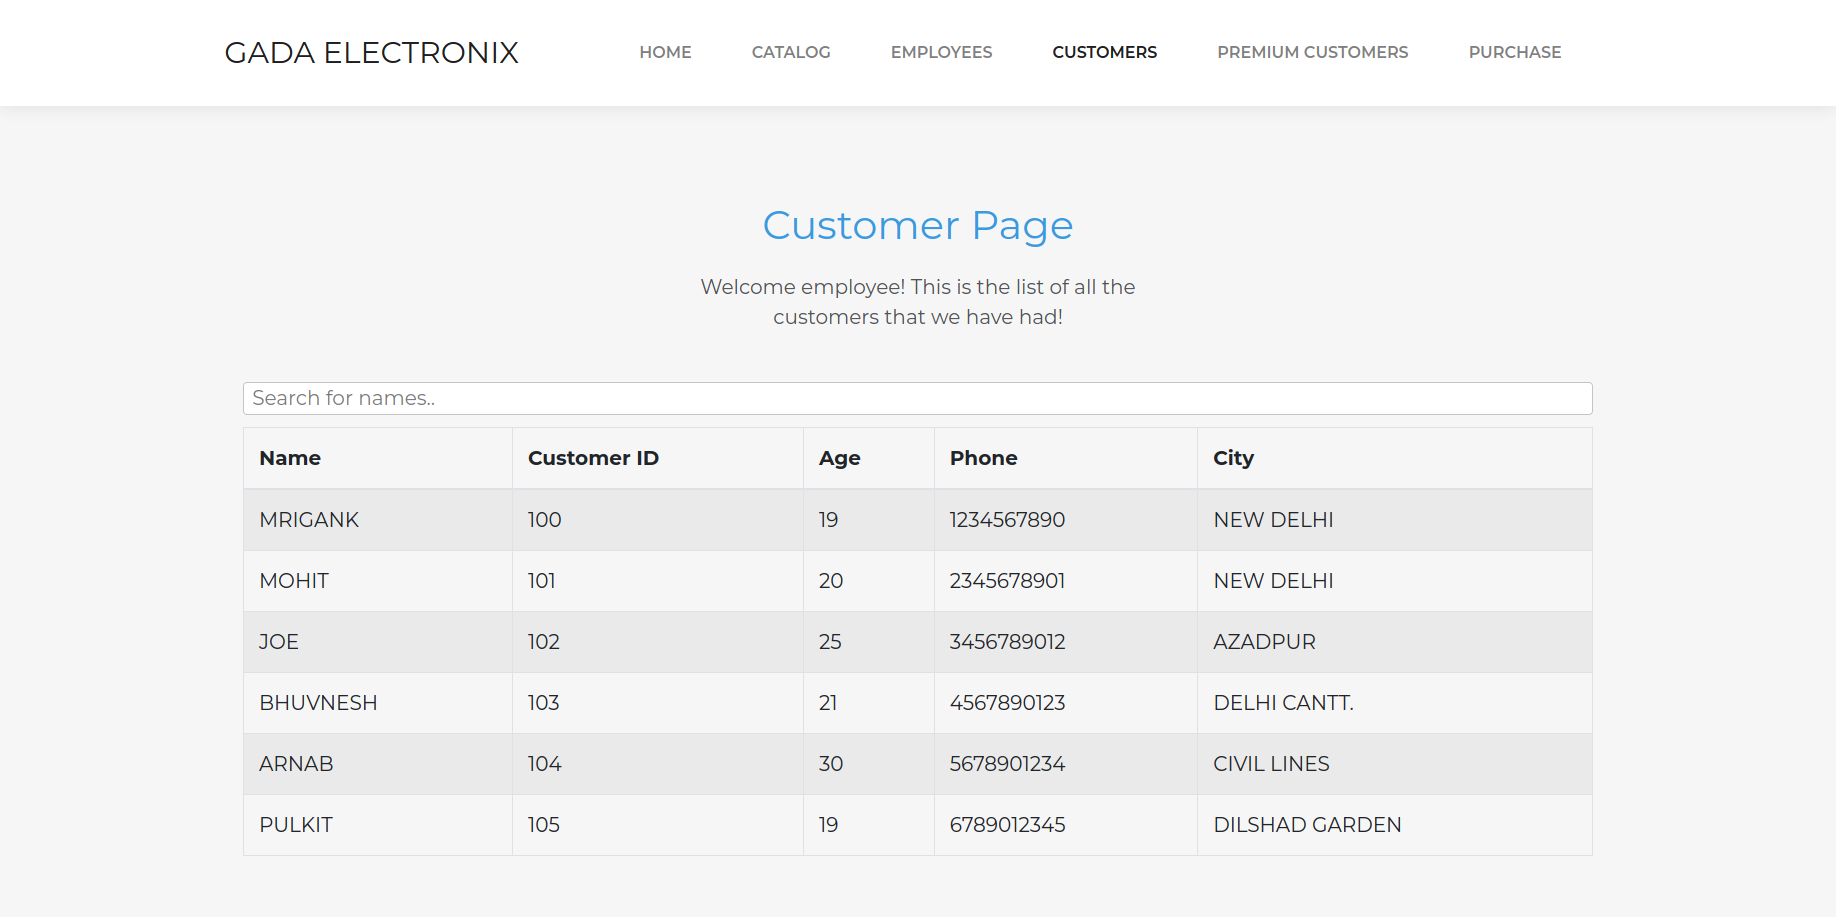 GADA ELECTRONIX HOME CATALOG EMPLOYEES CUSTOMERS PREMIUM CUSTOMERS PURCHASE
Customer Page
Welcome employee! This is the list of all the
customers that we have had!
Search for names..
Name Customer ID Age Phone City
MRIGANK 100 19 1234567890 NEW DELHI
MOHIT 101 20 2345678901 NEW DELHI
JOE 102 25 3456789012 AZADPUR
BHUVNESH 103 21 4567890123 DELHI CANTT.
ARNAB 104 30 5678901234 CIVIL LINES
PULKIT 105 19 6789012345 DILSHAD GARDEN